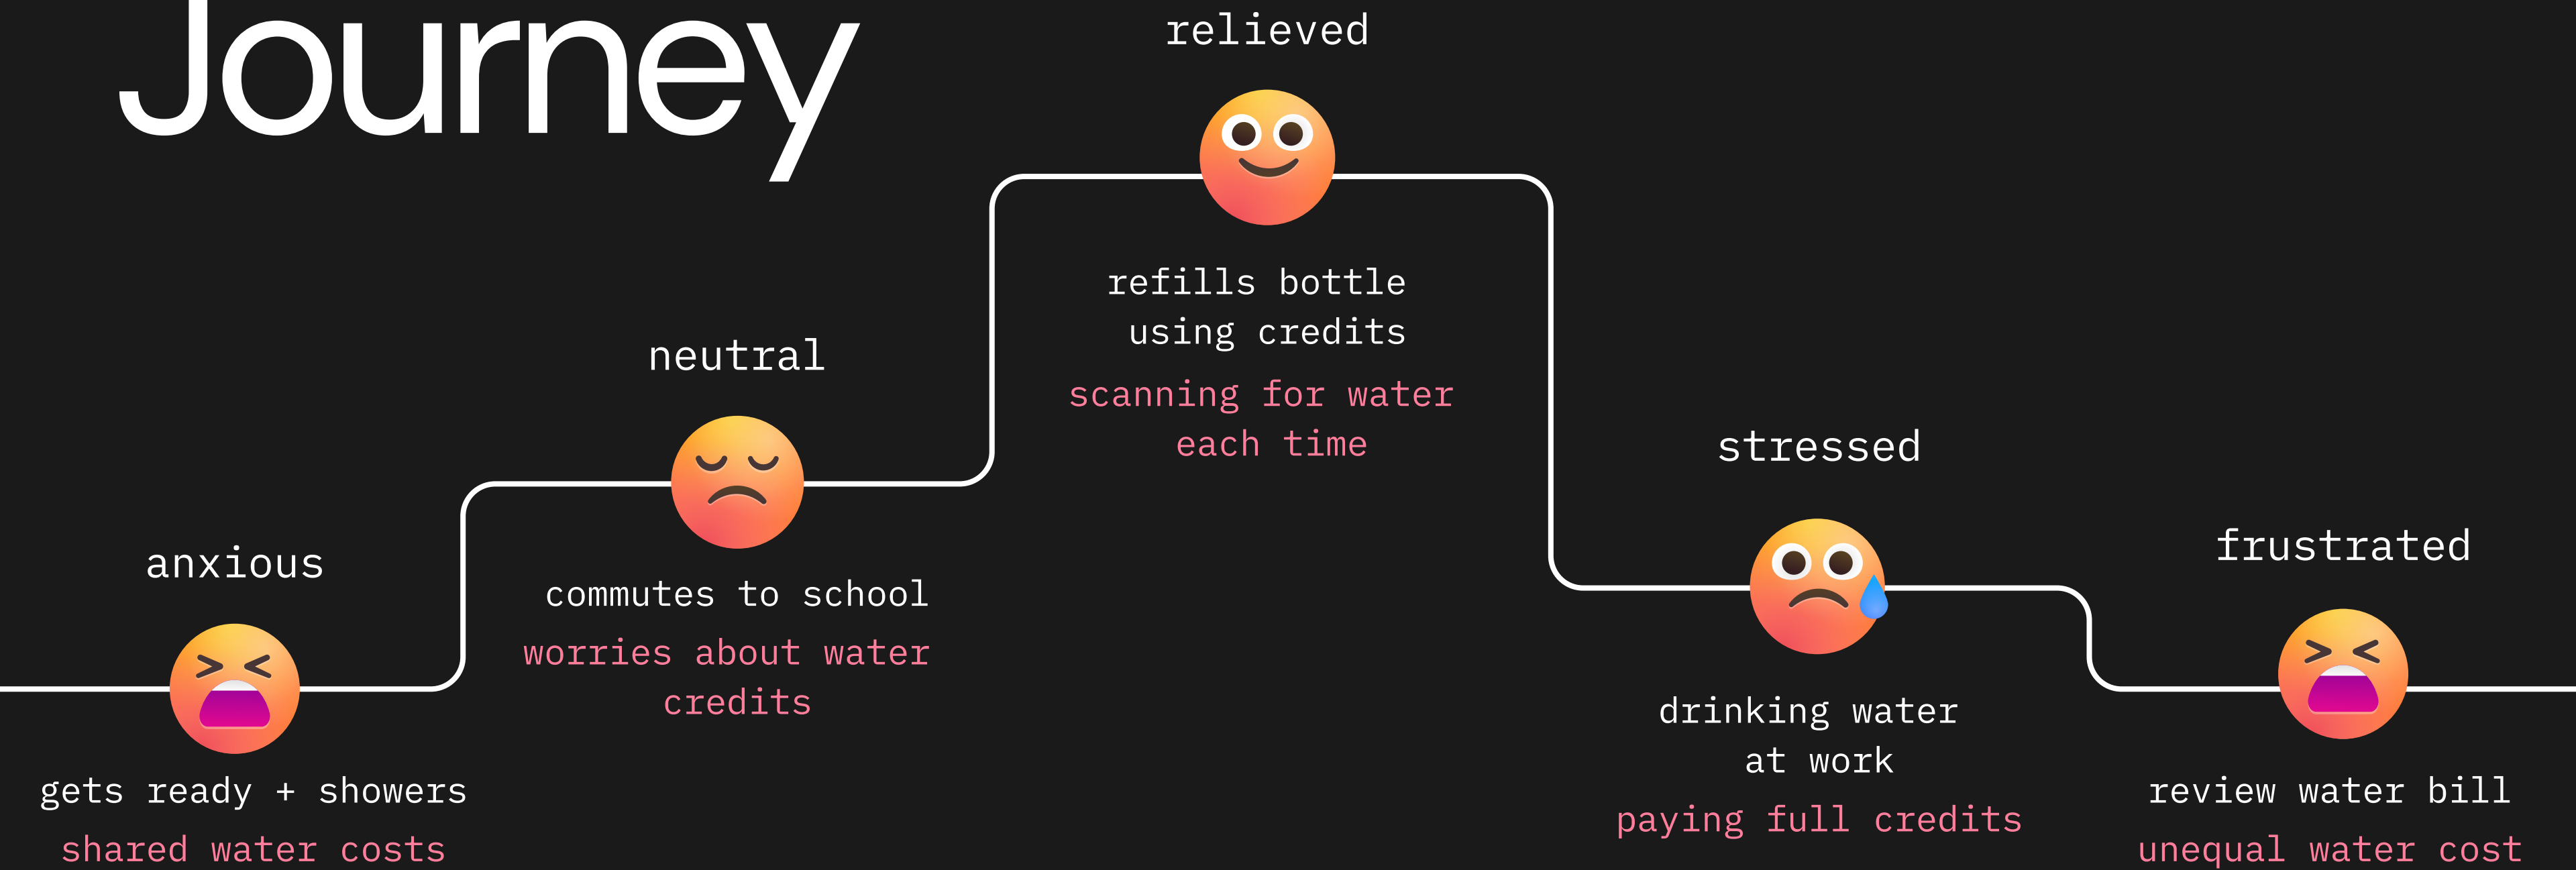 Journey
anxious
gets ready + showers
shared water costs
neutral
commutes to school
worries about water
credits
relieved
refills bottle
using credits
scanning for water
each time
stressed
drinking water
at work
paying full credits
frustrated
review water bill
unequal water cost